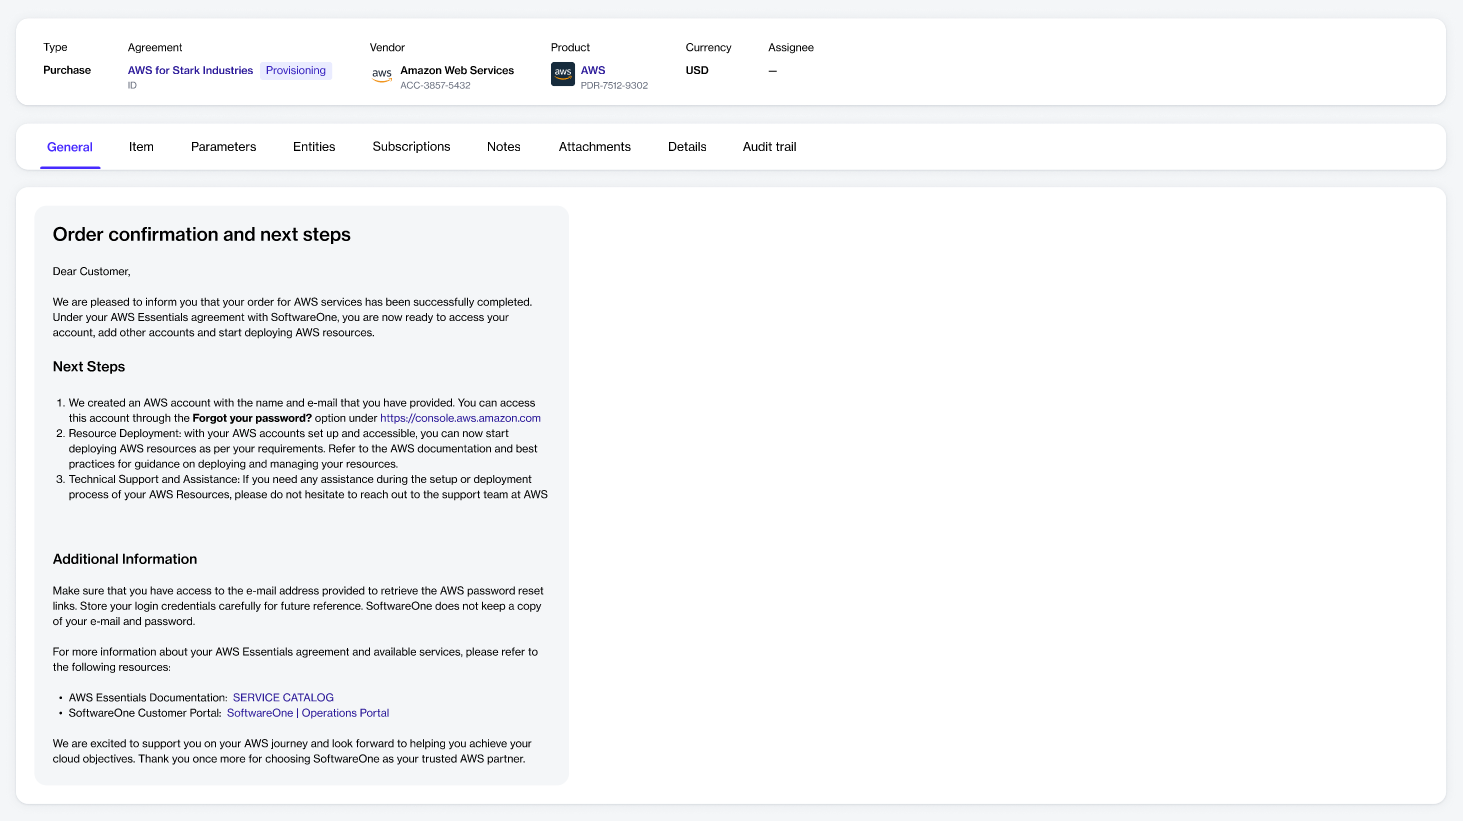 Type
Agreement
Vendor
Product
Currency
Assignee
Purchase
AWS for Stark Industries Provisioning
ID
aws Amazon Web Services
ACC-3857-5432
aws AWS
PDR-7512-9302
USD
—
General Item Parameters Entities Subscriptions Notes Attachments Details Audit trail
Order confirmation and next steps
Dear Customer,
We are pleased to inform you that your order for AWS services has been successfully completed.
Under your AWS Essentials agreement with SoftwareOne, you are now ready to access your
account, add other accounts and start deploying AWS resources.
Next Steps
1. We created an AWS account with the name and e-mail that you have provided. You can access
this account through the Forgot your password? option under https://console.aws.amazon.com
2. Resource Deployment: with your AWS accounts set up and accessible, you can now start
deploying AWS resources as per your requirements. Refer to the AWS documentation and best
practices for guidance on deploying and managing your resources.
3. Technical Support and Assistance: If you need any assistance during the setup or deployment
process of your AWS Resources, please do not hesitate to reach out to the support team at AWS
Additional Information
Make sure that you have access to the e-mail address provided to retrieve the AWS password reset
links. Store your login credentials carefully for future reference. SoftwareOne does not keep a copy
of your e-mail and password.
For more information about your AWS Essentials agreement and available services, please refer to
the following resources:
• AWS Essentials Documentation: SERVICE CATALOG
• SoftwareOne Customer Portal: SoftwareOne | Operations Portal
We are excited to support you on your AWS journey and look forward to helping you achieve your
cloud objectives. Thank you once more for choosing SoftwareOne as your trusted AWS partner.